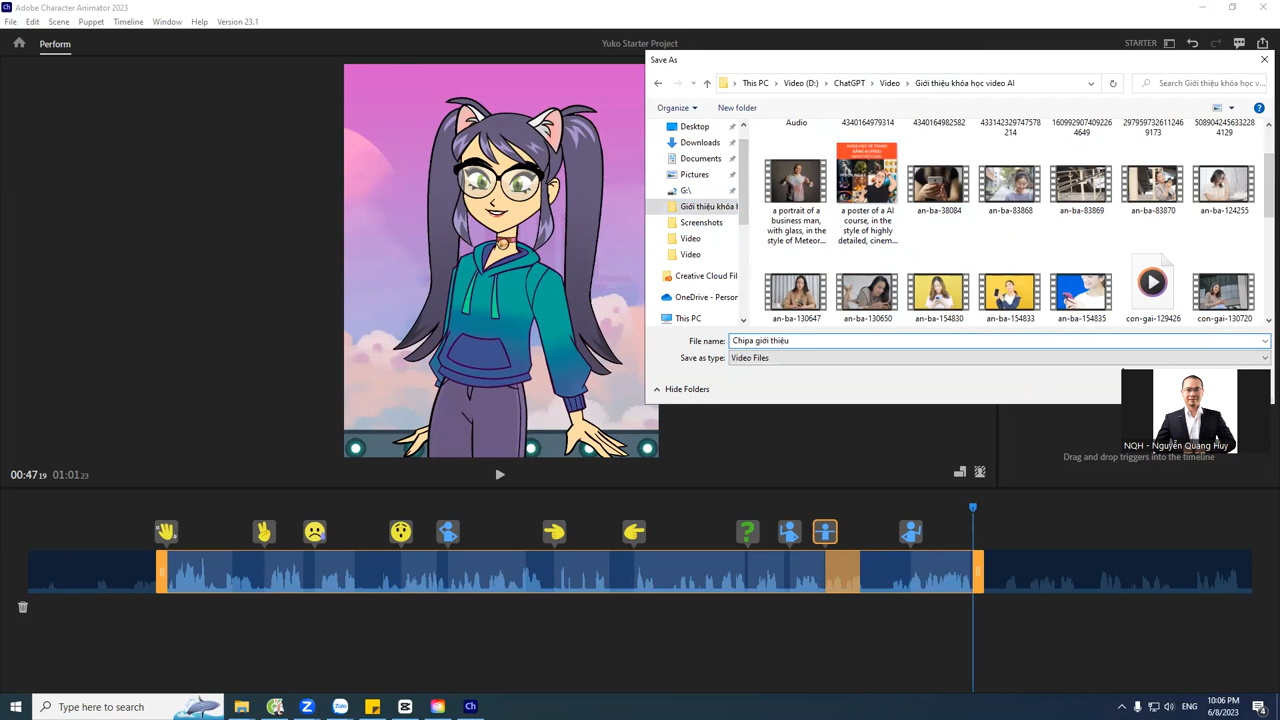 Ch Adobe Character Animator 2023
File Edit Scene Puppet Timeline Window Help Version 23.1
Perform
Yuko Starter Project
STARTER
Save As
This PC Video (D:) ChatGPT Video Giới thiệu khóa học video AI
Search Giới thiệu khóa học v...
Organize New folder
Desktop
Downloads
Documents
Pictures
G:\
Giới thiệu khóa
Screenshots
Video
Video
Creative Cloud Fil
OneDrive - Person
This PC
Audio
4340164979314
4340164982582
433142329747578
214
160992907409226
4649
297959732611246
9173
508904245633228
4129
a portrait of a
business man,
with glass, in the
style of Meteor...
a poster of a AI
course, in the
style of highly
detailed, cinem...
an-ba-38084
an-ba-83868
an-ba-83869
an-ba-83870
an-ba-124255
an-ba-130647
an-ba-130650
an-ba-154830
an-ba-154833
an-ba-154835
con-gai-129426
con-gai-130720
File name: Chipa giới thiệu
Save as type: Video Files
Hide Folders
NQH - Nguyễn Quang Huy
Drag and drop triggers into the timeline
00:47 19 01:01 23
Type here to search
Zalo
Ch
ENG
10:06 PM
6/8/2023
4